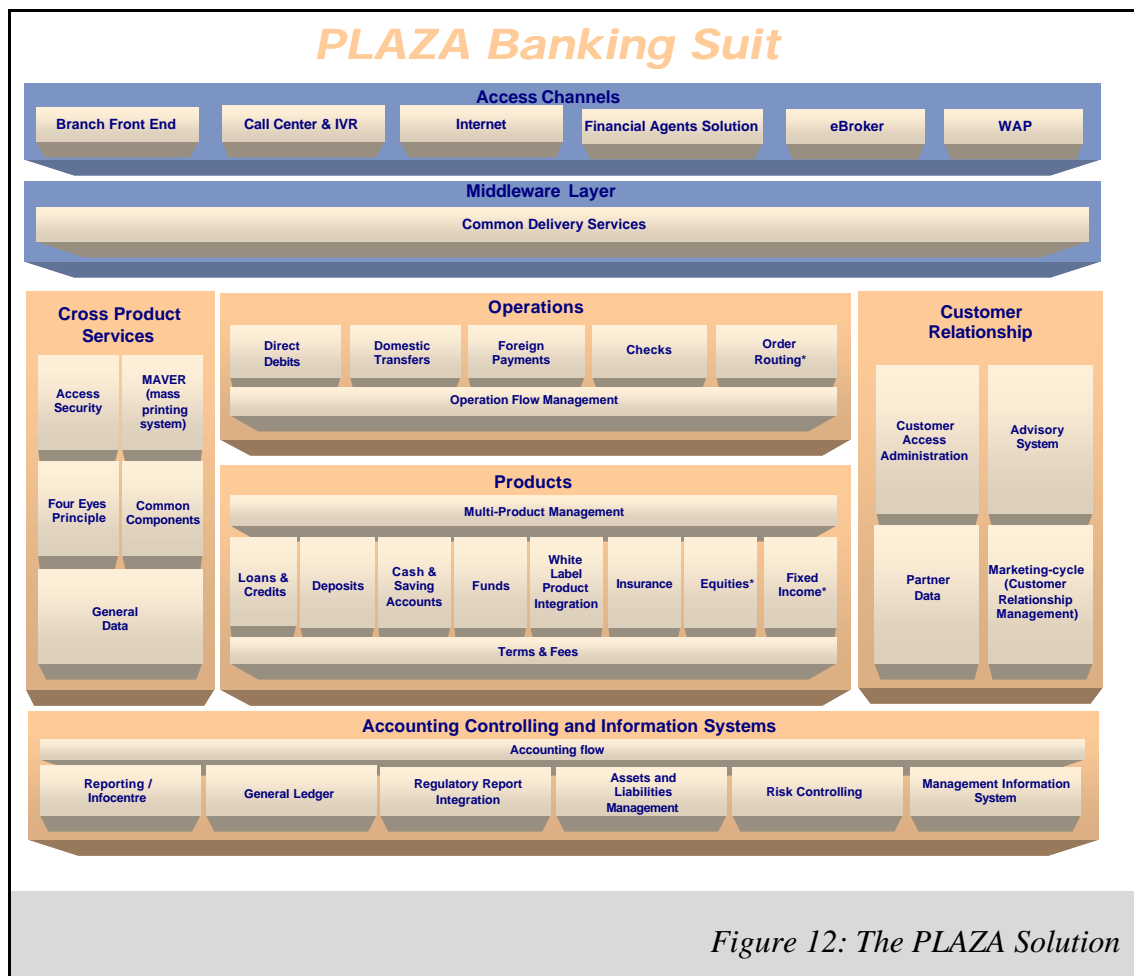 PLAZA Banking Suit
Access Channels
Branch Front End
Call Center & IVR
Internet
Financial Agents Solution
eBroker
WAP
Middleware Layer
Common Delivery Services
Cross Product
Services
Access
Security
MAVER
(mass
printing
system)
Four Eyes
Principle
Common
Components
General
Data
Operations
Direct
Debits
Domestic
Transfers
Foreign
Payments
Checks
Order
Routing*
Operation Flow Management
Products
Multi-Product Management
Loans &
Credits
Deposits
Cash &
Saving
Accounts
Funds
White
Label
Product
Integration
Insurance
Equities*
Fixed
Income*
Terms & Fees
Customer
Relationship
Customer
Access
Administration
Advisory
System
Partner
Data
Marketing-cycle
(Customer
Relationship
Management)
Accounting Controlling and Information Systems
Accounting flow
Reporting /
Infocentre
General Ledger
Regulatory Report
Integration
Assets and
Liabilities
Management
Risk Controlling
Management Information
System
Figure 12: The PLAZA Solution